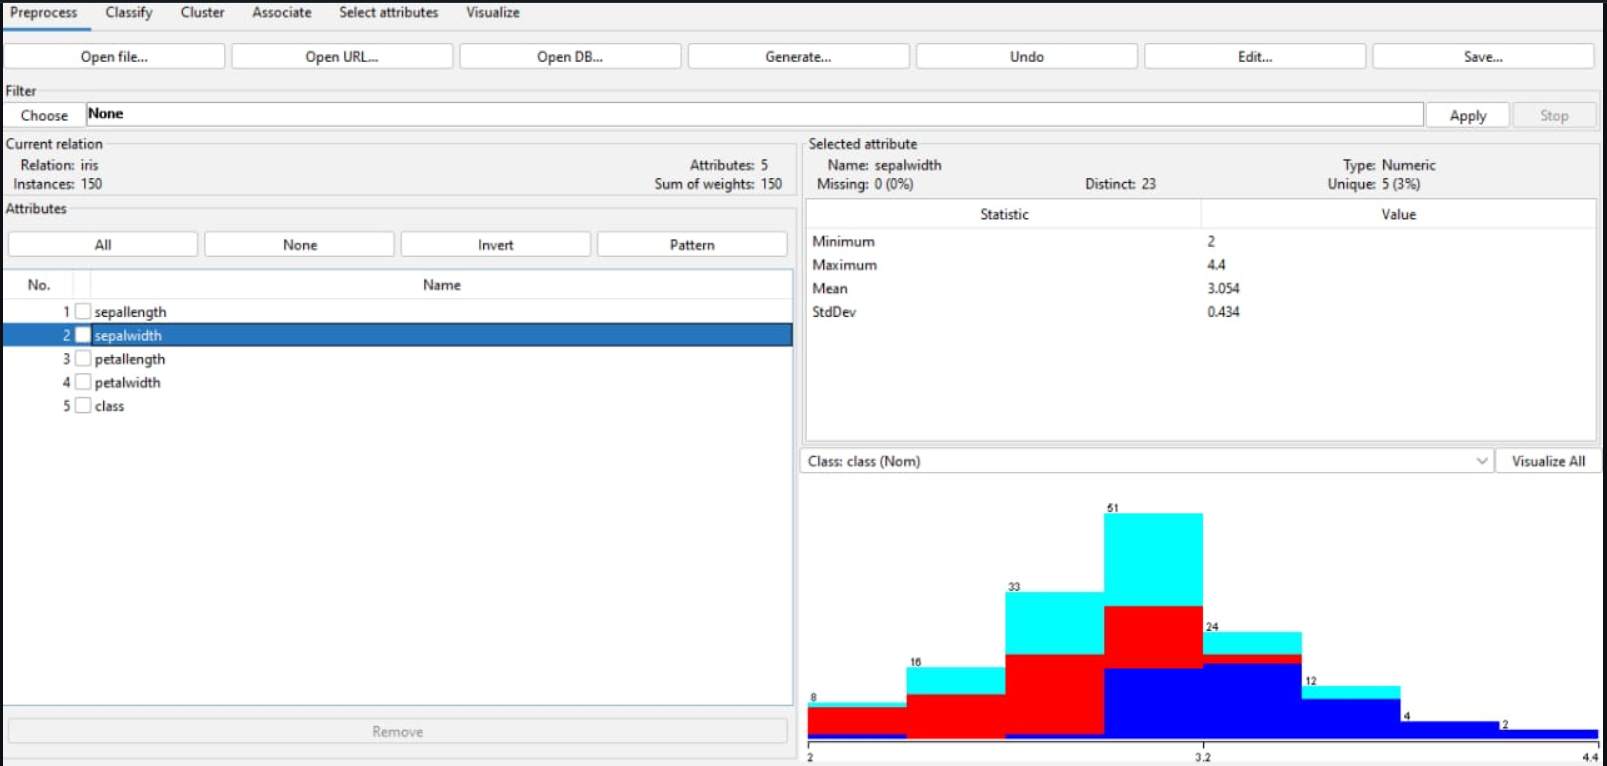 Preprocess Classify Cluster Associate Select attributes Visualize
Open file... Open URL... Open DB... Generate... Undo Edit... Save...
Filter
Choose None Apply Stop
Current relation
Relation: iris Attributes: 5
Instances: 150 Sum of weights: 150
Attributes
All None Invert Pattern
No. Name
1 sepallength
2 sepalwidth
3 petallength
4 petalwidth
5 class
Remove
Selected attribute
Name: sepalwidth Type: Numeric
Missing: 0 (0%) Distinct: 23 Unique: 5 (3%)
Statistic Value
Minimum 2
Maximum 4.4
Mean 3.054
StdDev 0.434
Class: class (Nom) Visualize All
51
33
24
16
12
8
4
2
2 3.2 4.4